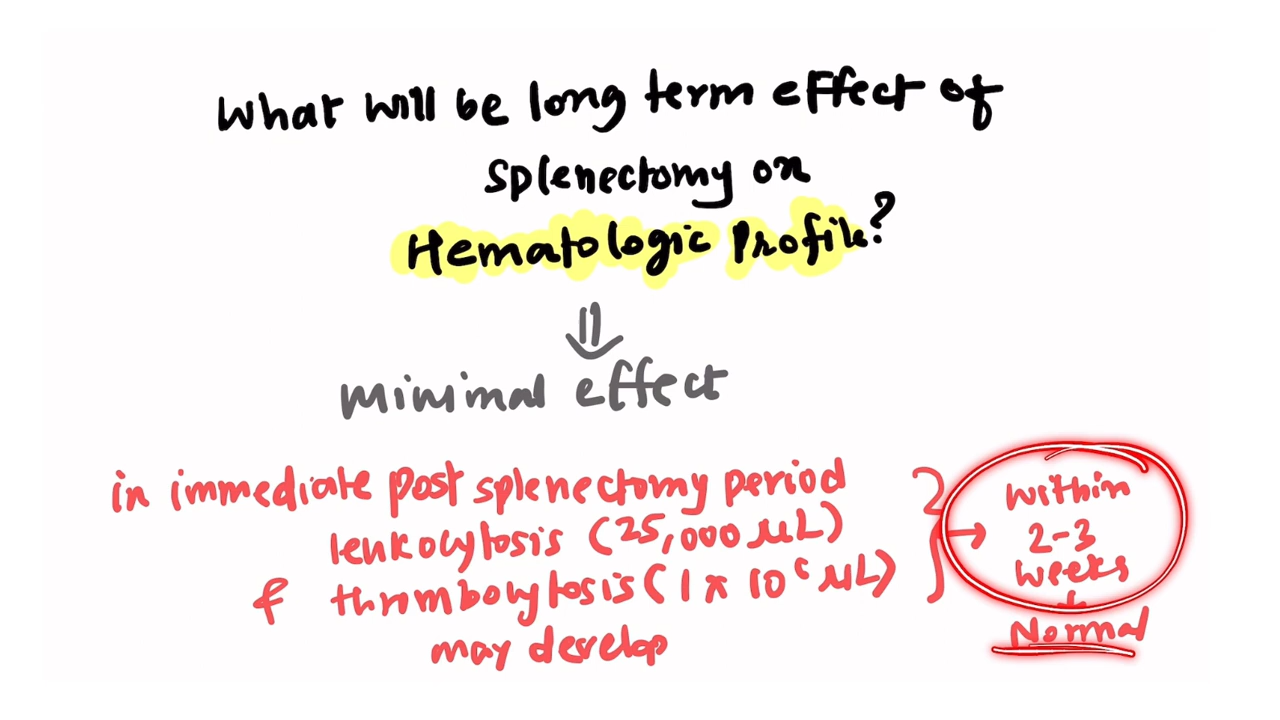 What will be long term effect of
splenectomy on
Hematologic Profile?
⇓
Minimal effect
in immediate post splenectomy period
leukocytosis (25,000 μL)
& thrombocytosis (1 x 10⁶ μL)
may develop
→
within
2-3
weeks
↓
Normal